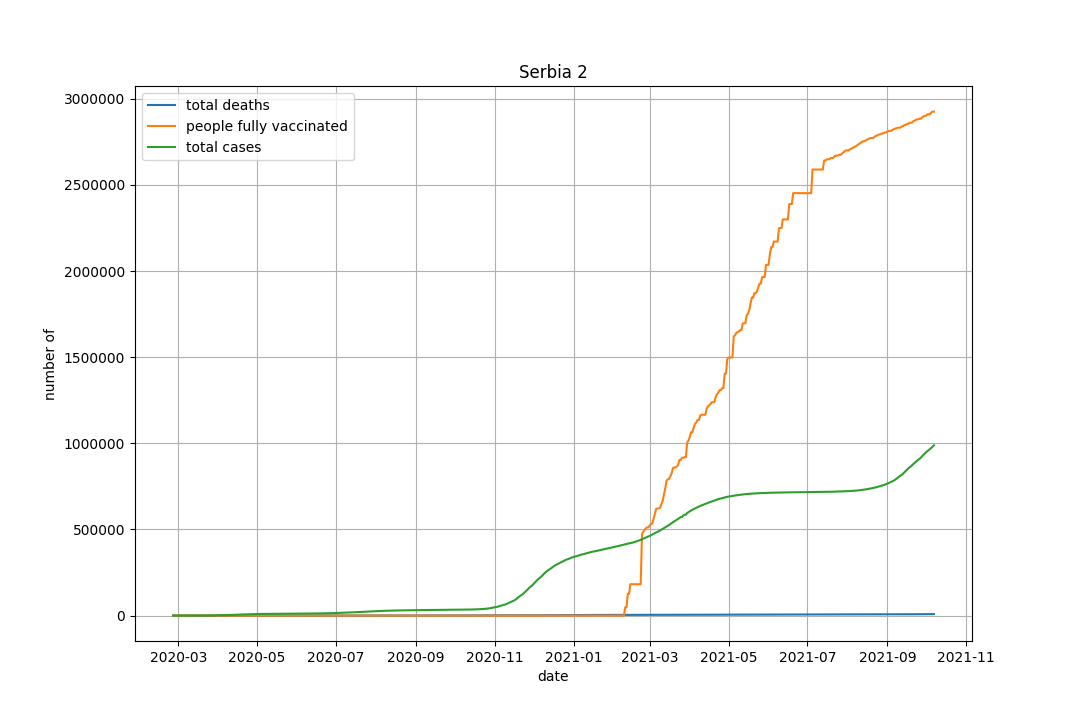 Serbia 2
total deaths
people fully vaccinated
total cases
3000000
2500000
2000000
1500000
1000000
500000
0
number of
2020-03 2020-05 2020-07 2020-09 2020-11 2021-01 2021-03 2021-05 2021-07 2021-09 2021-11
date